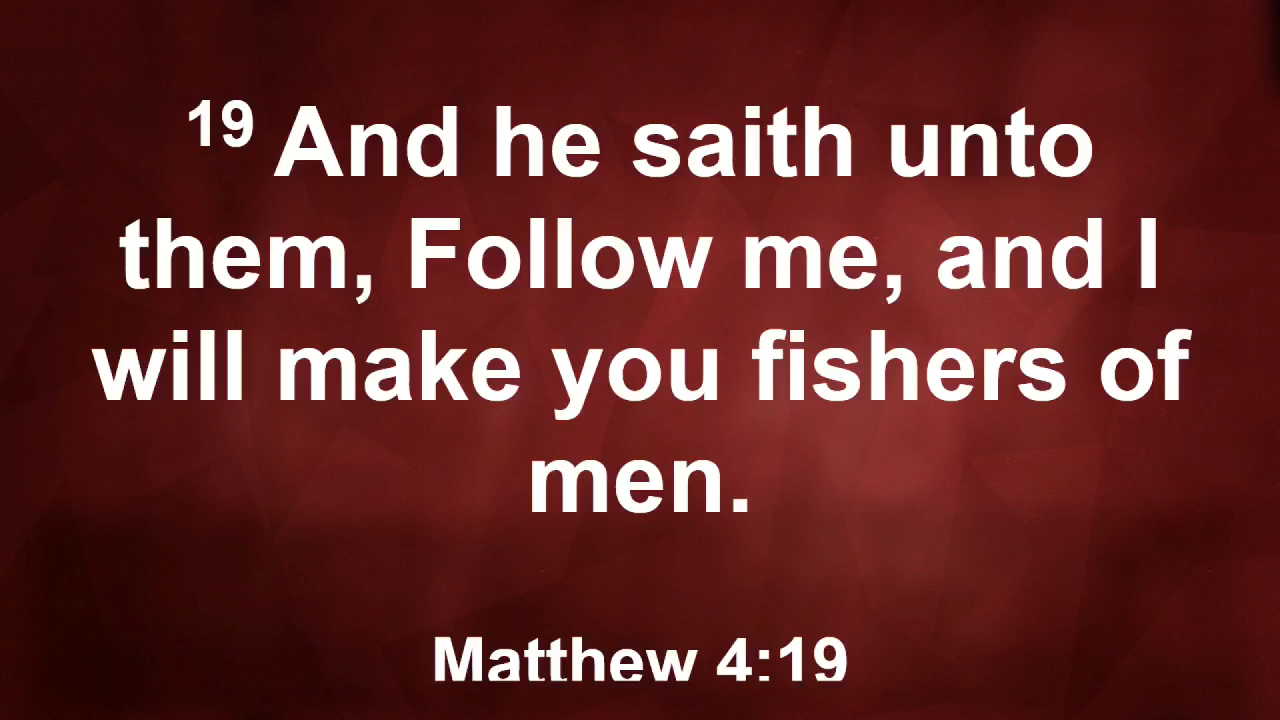 19 And he saith unto
them, Follow me, and I
will make you fishers of
men.
Matthew 4:19